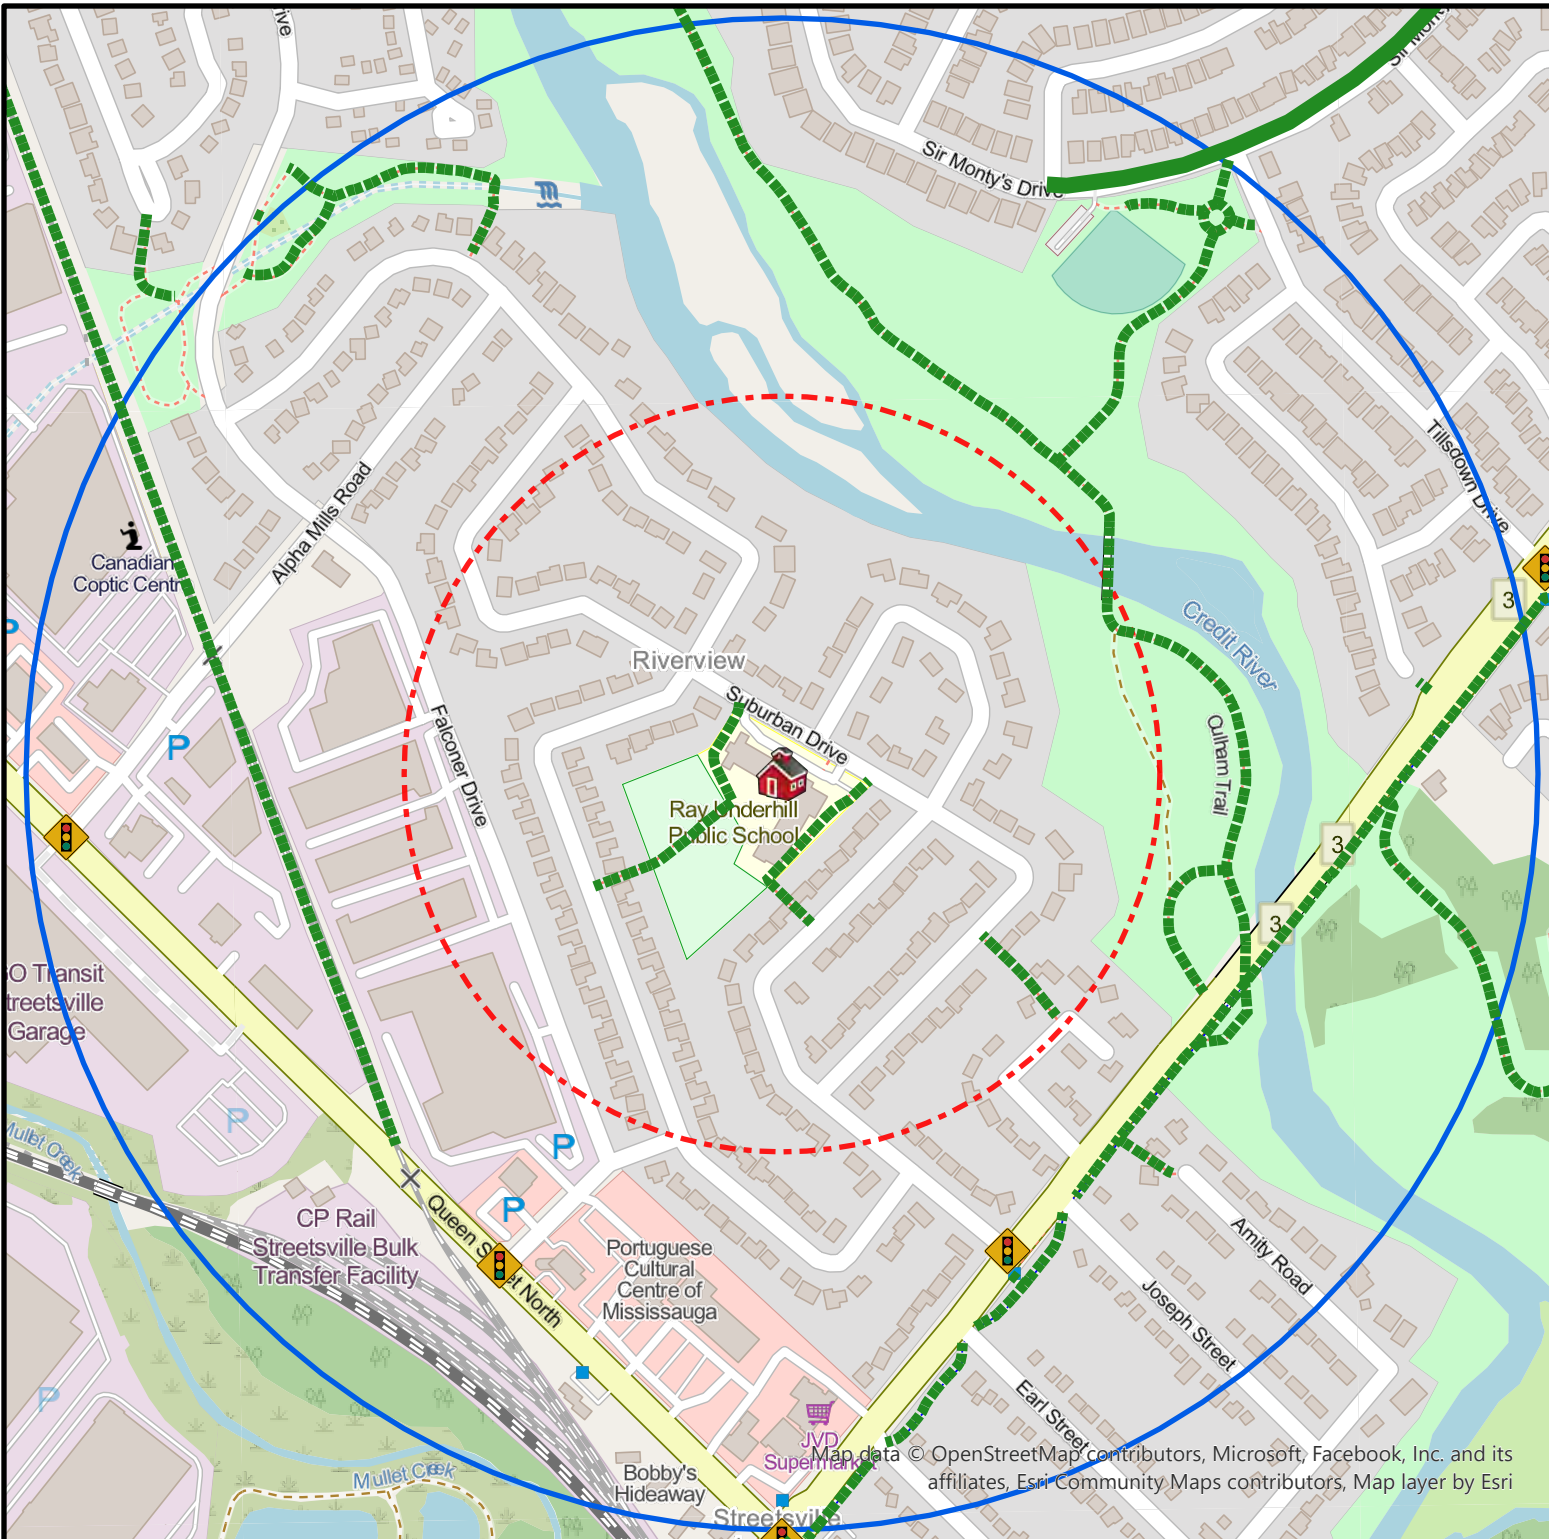 Sir Monty's Drive
Tillsdown Drive
Alpha Mills Road
Canadian
Coptic Centr
P
3
Credit River
Riverview
Suburban Drive
P
Falconer Drive
Culham Trail
Ray Underhill
Public School
3
3
O Transit
treetsville
Garage
P
Mullet Creek
P
P
CP Rail
Streetsville Bulk
Transfer Facility
Queen St
et North
Portuguese
Cultural
Centre of
Mississauga
Amity Road
Joseph Street
Earl Street
P
JVD
Supermarket
Map data © OpenStreetMap contributors, Microsoft, Facebook, Inc. and its
affiliates, Esri Community Maps contributors, Map layer by Esri
Mullet Creek
Bobby's
Hideaway
Streetsville